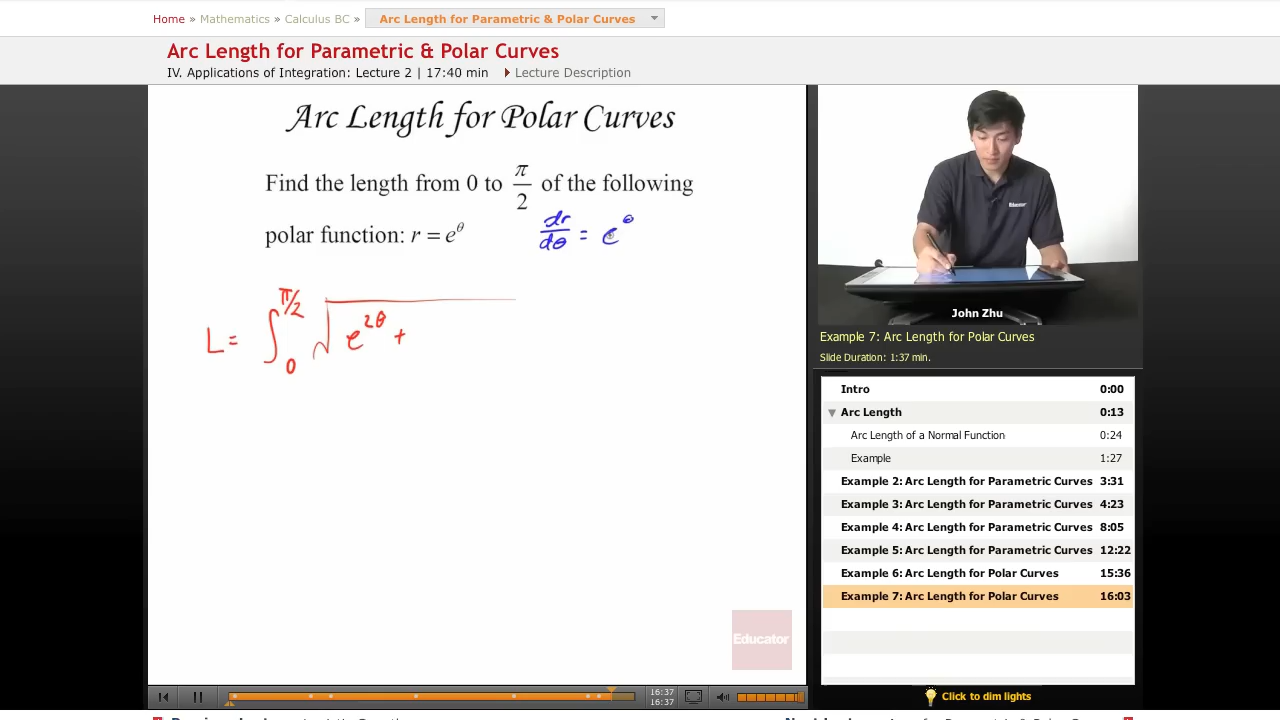 Home » Mathematics » Calculus BC » Arc Length for Parametric & Polar Curves
Arc Length for Parametric & Polar Curves
IV. Applications of Integration: Lecture 2 | 17:40 min Lecture Description
Arc Length for Polar Curves
Find the length from 0 to π/2 of the following
polar function: r = e^θ dr/dθ = e^θ
L = ∫_0^{π/2} √(e^{2θ} +
Educator
Educator
John Zhu
Example 7: Arc Length for Polar Curves
Slide Duration: 1:37 min.
Intro 0:00
Arc Length 0:13
Arc Length of a Normal Function 0:24
Example 1:27
Example 2: Arc Length for Parametric Curves 3:31
Example 3: Arc Length for Parametric Curves 4:23
Example 4: Arc Length for Parametric Curves 8:05
Example 5: Arc Length for Parametric Curves 12:22
Example 6: Arc Length for Polar Curves 15:36
Example 7: Arc Length for Polar Curves 16:03
16:37
16:37
Click to dim lights